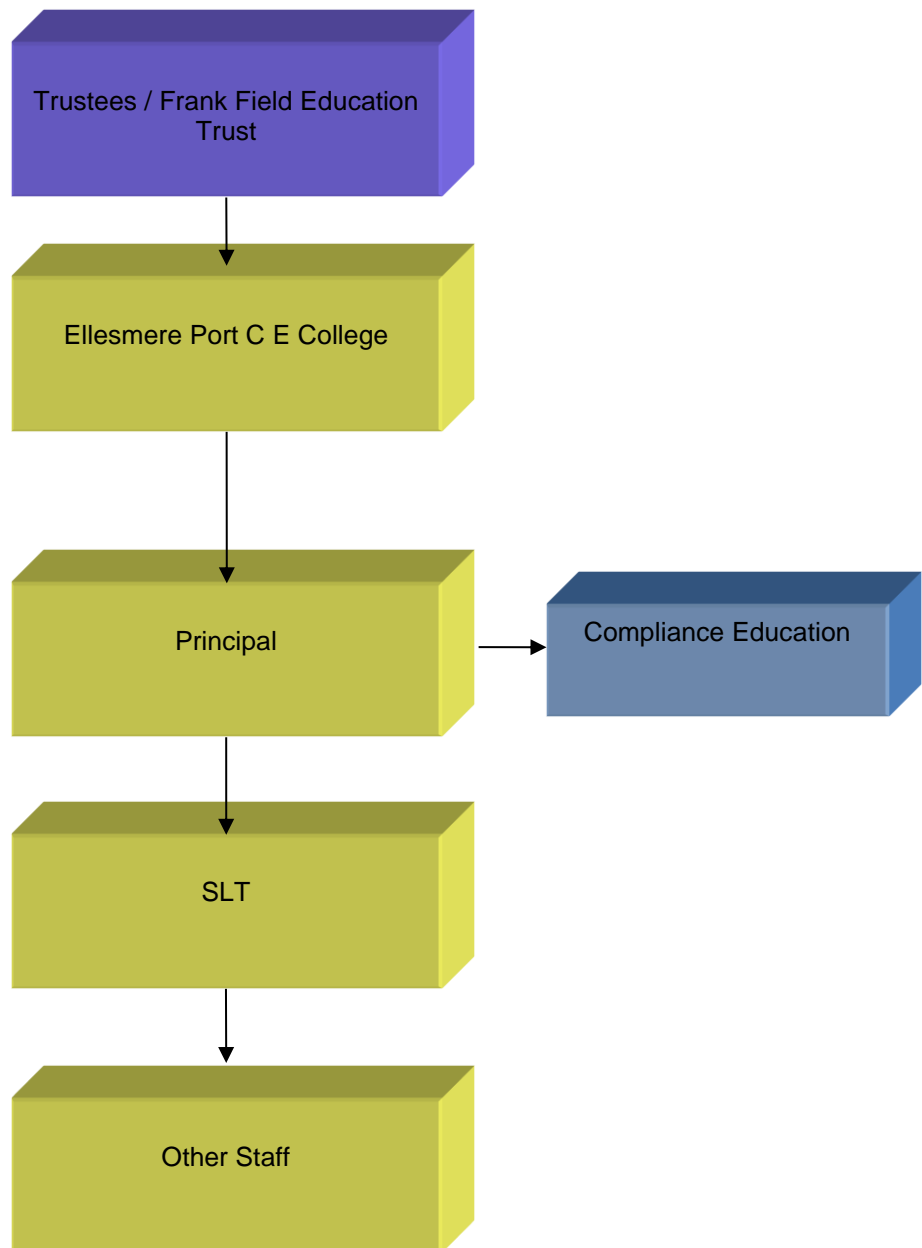 Trustees / Frank Field Education
Trust
Ellesmere Port C E College
Principal
Compliance Education
SLT
Other Staff